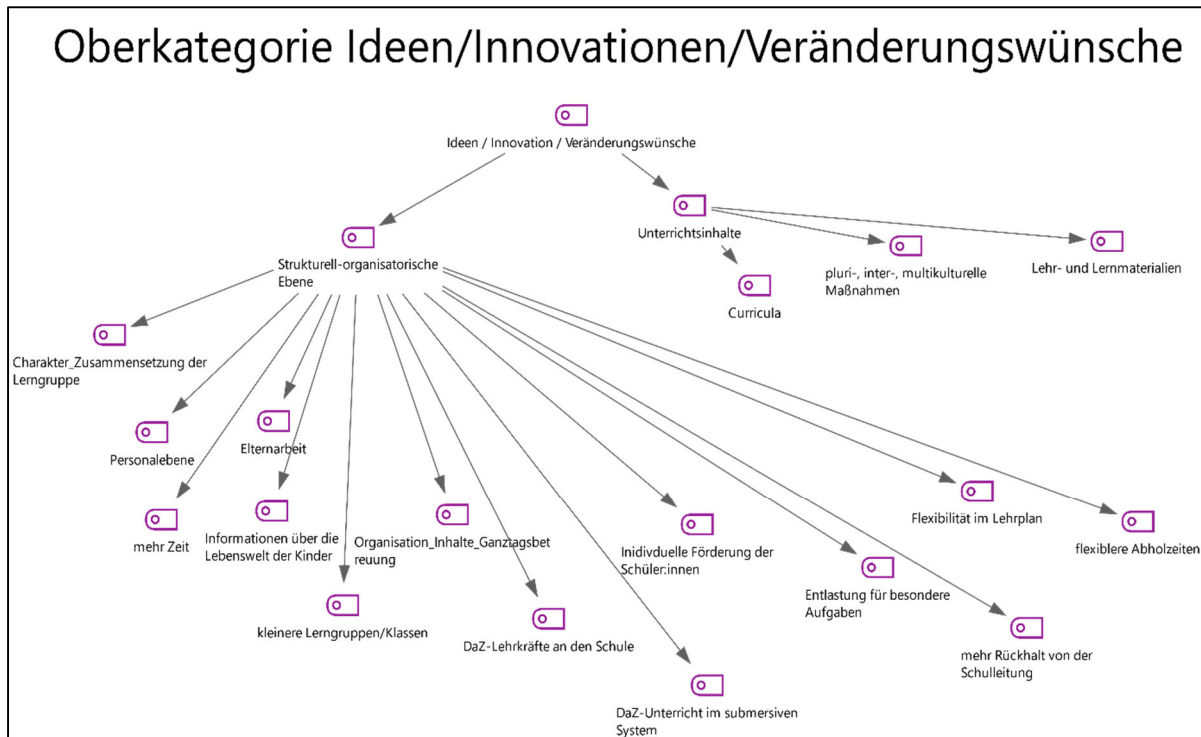 Oberkategorie Ideen/Innovationen/Veränderungswünsche
Ideen / Innovation / Veränderungswünsche
Unterrichtsinhalte
Strukturell-organisatorische
Ebene
pluri-, inter-, multikulturelle
Maßnahmen
Lehr- und Lernmaterialien
Curricula
Charakter_Zusammensetzung der
Lerngruppe
Personalebene
Elternarbeit
mehr Zeit
Informationen über die
Lebenswelt der Kinder
Organisation_Inhalte_Ganztagsbet
reuung
Inidivduelle Förderung der
Schüler:innen
Flexibilität im Lehrplan
flexiblere Abholzeiten
kleinere Lerngruppen/Klassen
DaZ-Lehrkräfte an den Schule
Entlastung für besondere
Aufgaben
mehr Rückhalt von der
Schulleitung
DaZ-Unterricht im submersiven
System